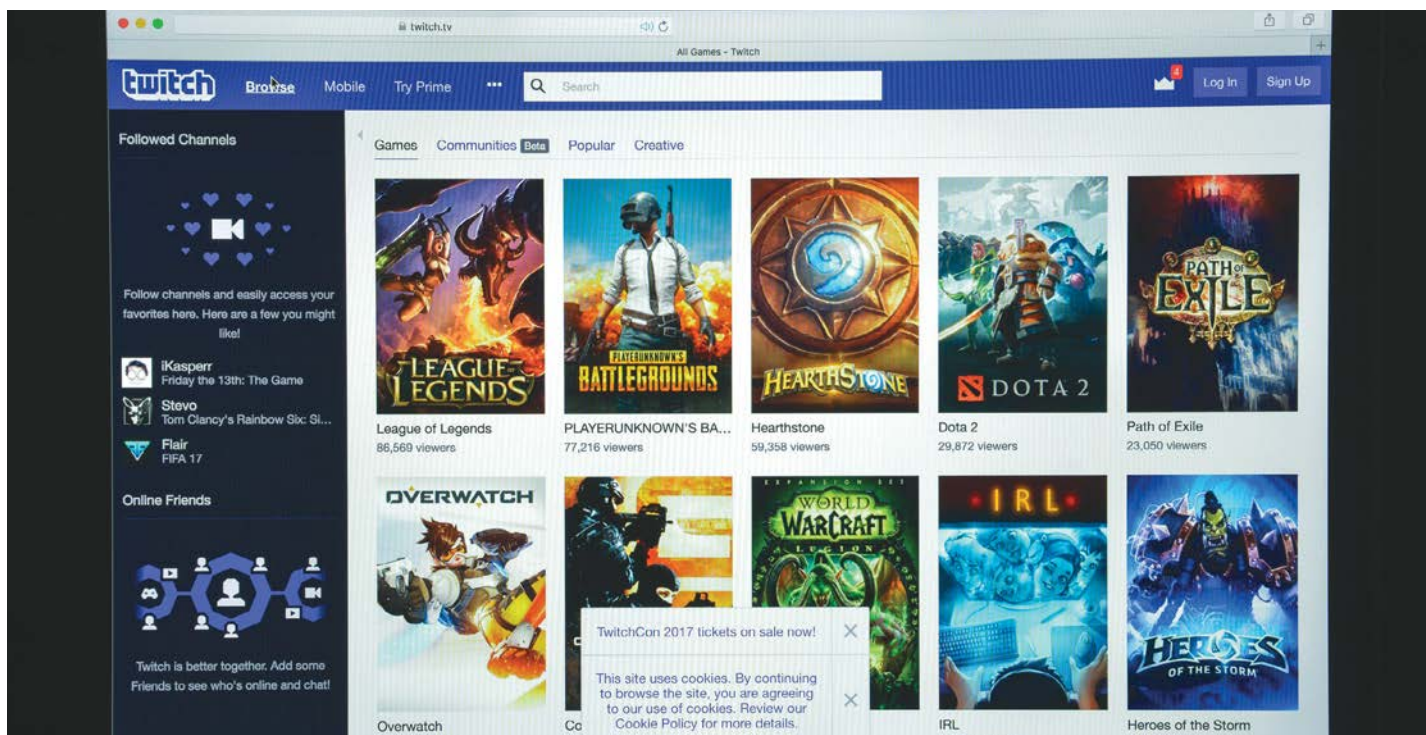 twitch.tv
All Games - Twitch
twitch
Browse
Mobile
Try Prime
•••
Search
4
Log In
Sign Up
Followed Channels
Follow channels and easily access your
favorites here. Here are a few you might
like!
iKasperr
Friday the 13th: The Game
Stevo
Tom Clancy's Rainbow Six: Si...
Flair
FIFA 17
Online Friends
Twitch is better together. Add some
Friends to see who's online and chat!
Games
Communities Beta
Popular
Creative
LEAGUE
LEGENDS
League of Legends
86,569 viewers
PLAYERUNKNOWN'S
BATTLEGROUNDS
PLAYERUNKNOWN'S BA...
77,216 viewers
HEARTHSTONE
Hearthstone
59,358 viewers
DOTA 2
Dota 2
29,872 viewers
PATH OF
EXILE
Path of Exile
23,050 viewers
OVERWATCH
Overwatch
Co
EXPANSION SET
WORLD
WARCRAFT
LEGION
IRL
IRL
HEROES
OF THE STORM
Heroes of the Storm
TwitchCon 2017 tickets on sale now!
This site uses cookies. By continuing
to browse the site, you are agreeing
to our use of cookies. Review our
Cookie Policy for more details.